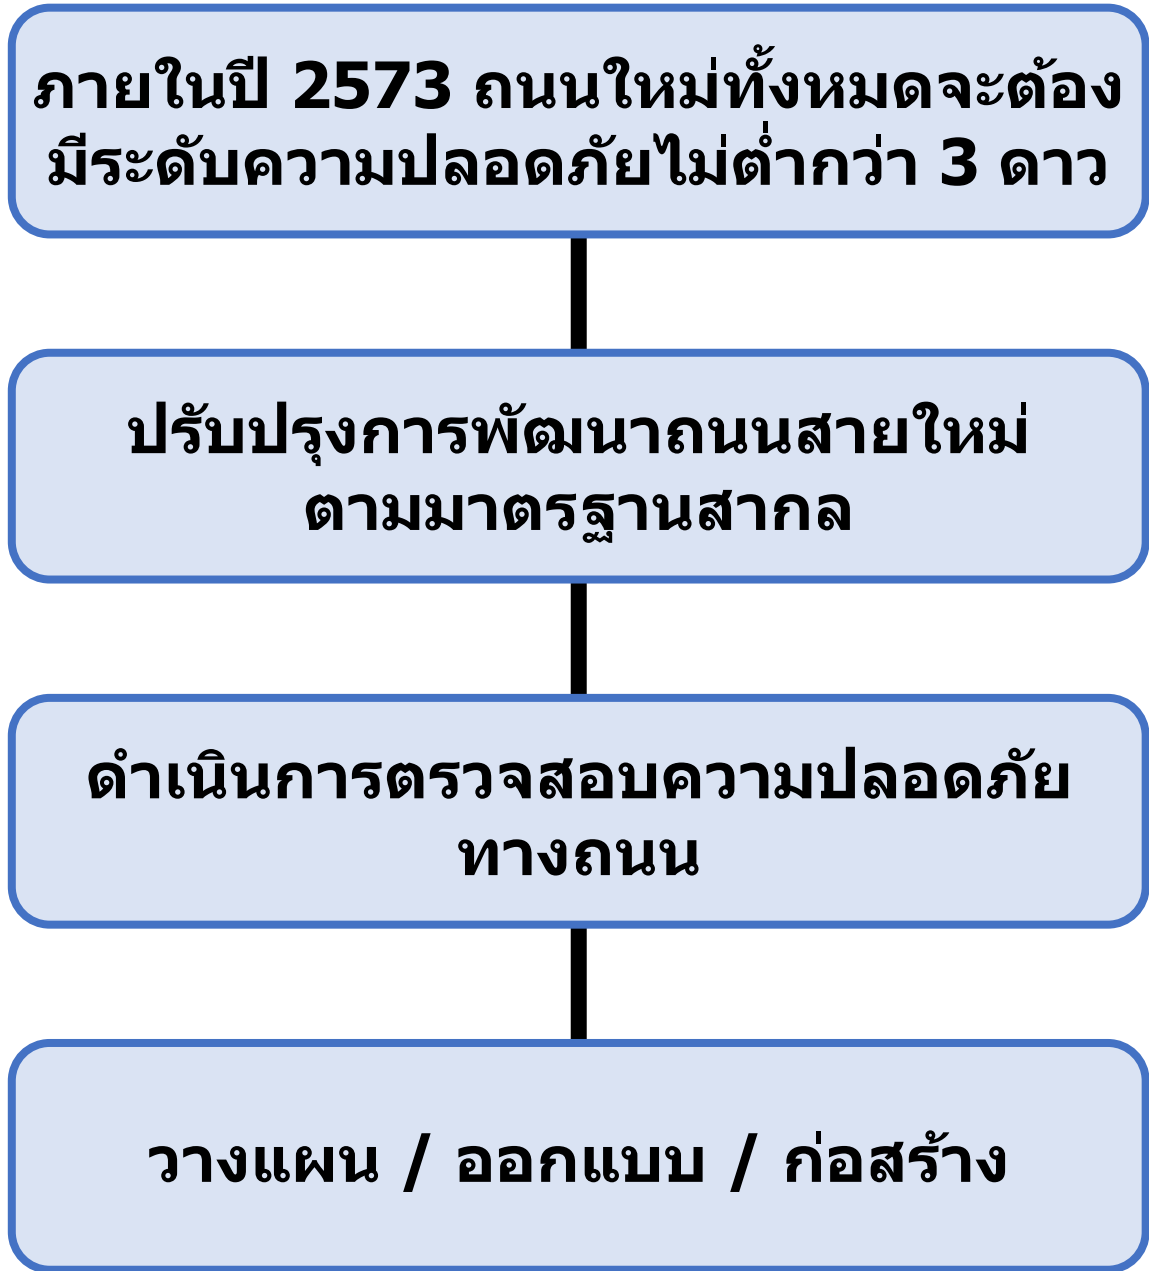 ภายในปี 2573 ถนนใหม่ทั้งหมดจะต้อง
มีระดับความปลอดภัยไม่ต่ำกว่า 3 ดาว
ปรับปรุงการพัฒนาถนนสายใหม่
ตามมาตรฐานสากล
ดำเนินการตรวจสอบความปลอดภัย
ทางถนน
วางแผน / ออกแบบ / ก่อสร้าง